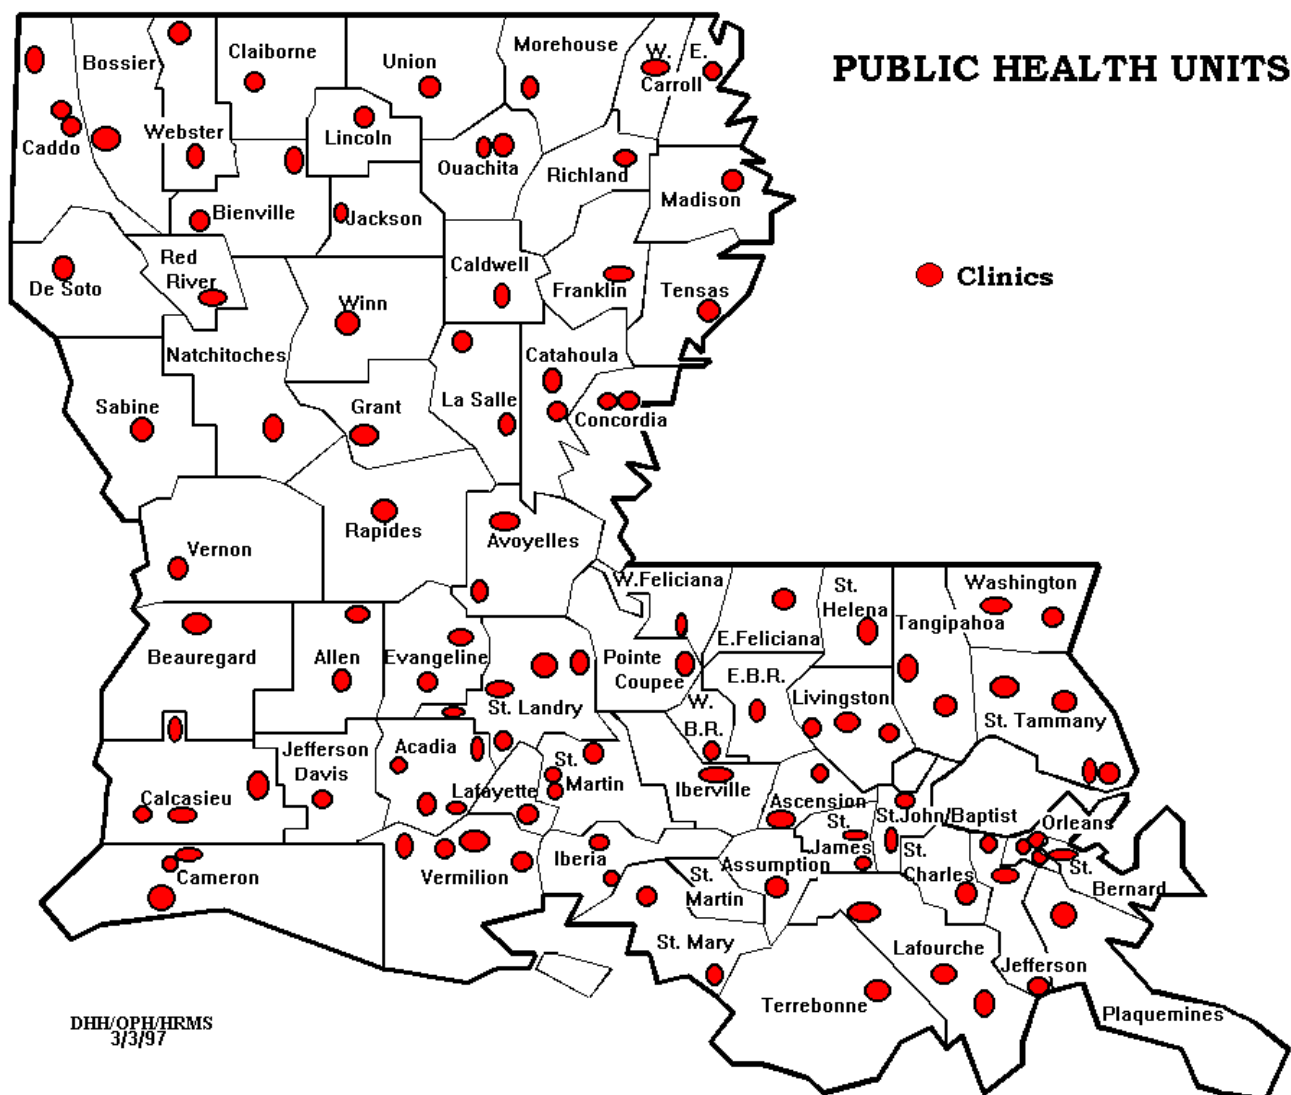 PUBLIC HEALTH UNITS
Clinics
Caddo
Bossier
Webster
Claiborne
Union
Morehouse
W.
E.
Carroll
Lincoln
Ouachita
Richland
Madison
Bienville
Jackson
De Soto
Red
River
Caldwell
Franklin
Tensas
Winn
Natchitoches
Catahoula
Sabine
Grant
La Salle
Concordia
Rapides
Vernon
Avoyelles
W.Feliciana
E.Feliciana
St.
Helena
Tangipahoa
Washington
Beauregard
Allen
Evangeline
Pointe
Coupee
E.B.R.
W.
B.R.
Livingston
St. Landry
St. Tammany
Jefferson
Davis
Acadia
Lafayette
St.
Martin
Iberville
Calcasieu
Ascension
St.John/Baptist
Orleans
St.
James
St.
Charles
St.
Bernard
Cameron
Vermilion
Iberia
Assumption
St.
Martin
St. Mary
Lafourche
Jefferson
Terrebonne
Plaquemines
DHH/OPH/HRMS
3/3/97